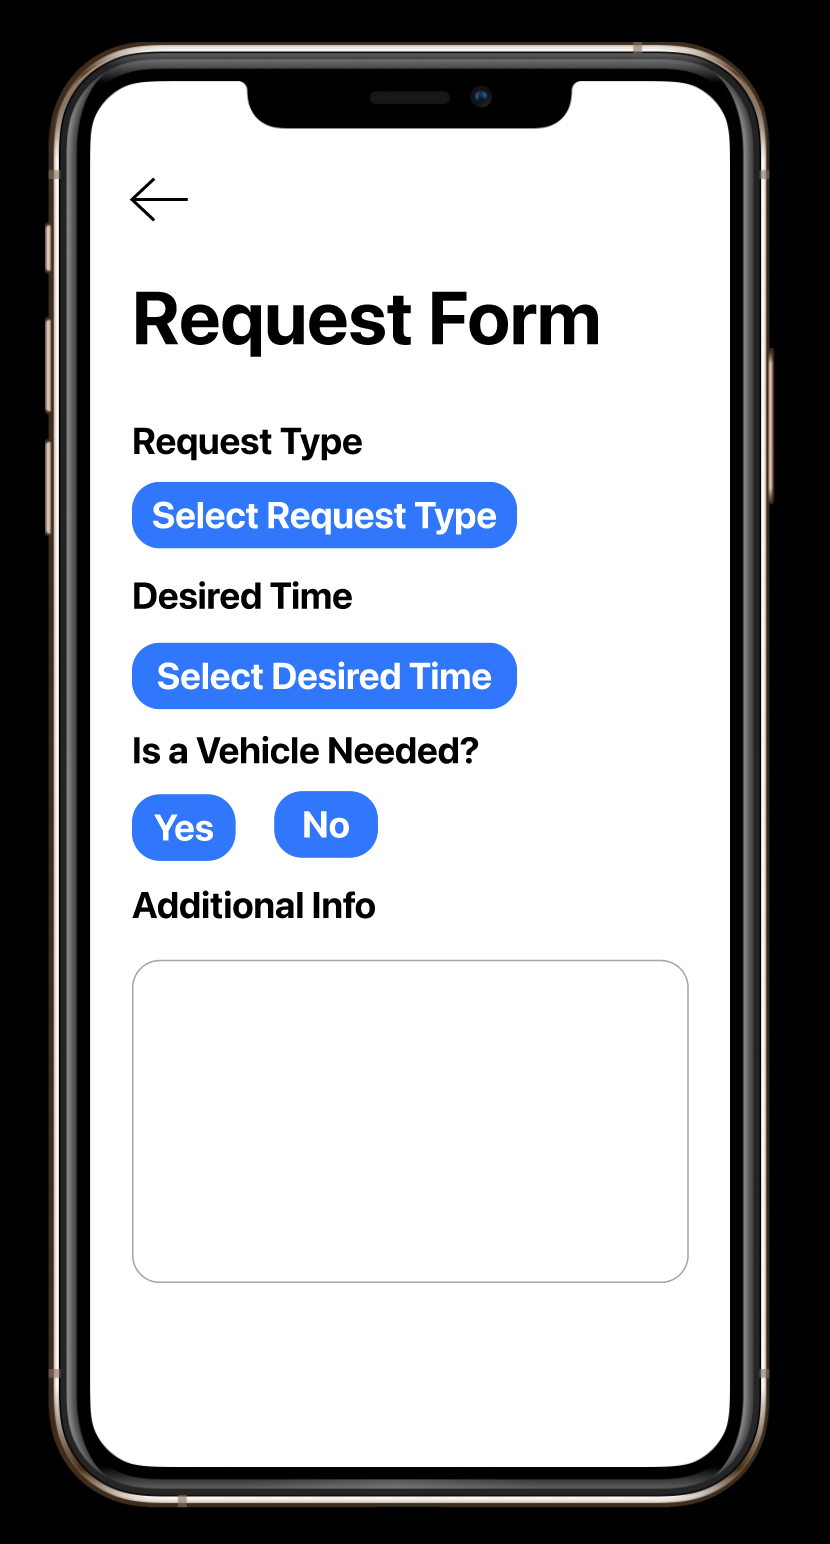 Request Form
Request Type
Select Request Type
Desired Time
Select Desired Time
Is a Vehicle Needed?
Yes No
Additional Info